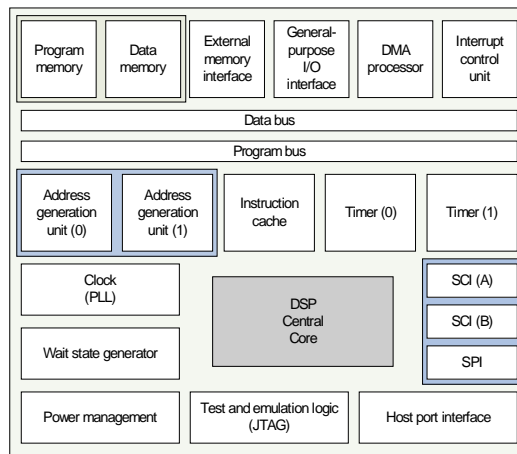 Program
memory
Data
memory
External
memory
interface
General-
purpose
I/O
interface
DMA
processor
Interrupt
control
unit
Data bus
Program bus
Address
generation
unit (0)
Address
generation
unit (1)
Instruction
cache
Timer (0)
Timer (1)
Clock
(PLL)
DSP
Central
Core
SCI (A)
SCI (B)
SPI
Wait state generator
Power management
Test and emulation logic
(JTAG)
Host port interface